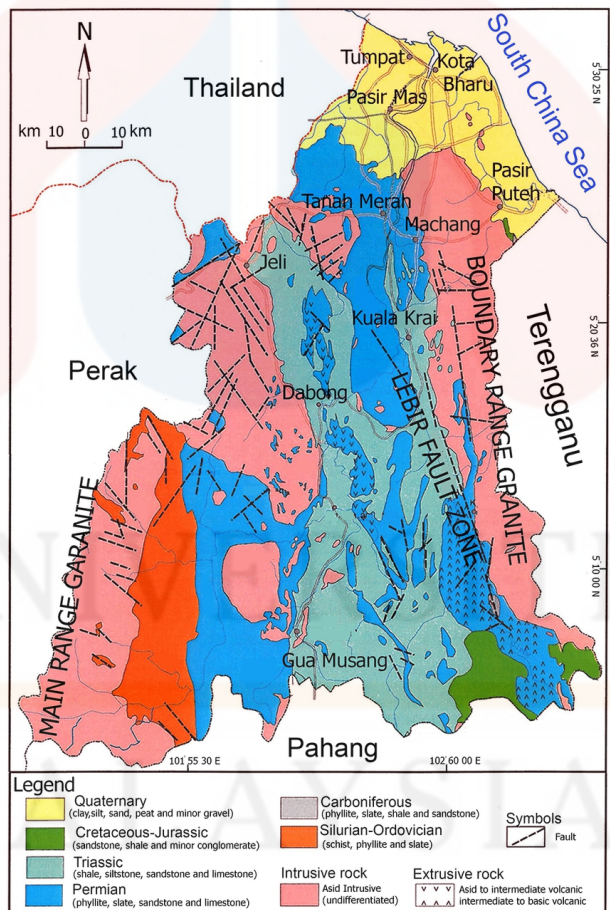 N
km 10 0 10 km
Thailand
South China Sea
Tumpat
Kota
Bharu
Pasir Mas
Pasir
Puteh
Tanah Merah
Machang
Jeli
Kuala Krai
Perak
Dabong
Terengganu
BOUNDARY RANGE GRANITE
LEBIR FAULT ZONE
MAIN RANGE GARANITE
Gua Musang
Pahang
5 30 25
5 20 36
5 10 00
101 55 30 E
102 60 00 E
Legend
Quaternary
(clay,silt, sand, peat and minor gravel)
Cretaceous-Jurassic
(sandstone, shale and minor conglomerate)
Triassic
(shale, siltstone, sandstone and limestone)
Permian
(phyllite, slate, sandstone and limestone)
Carboniferous
(phyllite, slate, shale and sandstone)
Silurian-Ordovician
(schist, phyllite and slate)
Intrusive rock
Asid Intrusive
(undifferentiated)
Symbols
Fault
Extrusive rock
Asid to intermediate volcanic
intermediate to basic volcanic